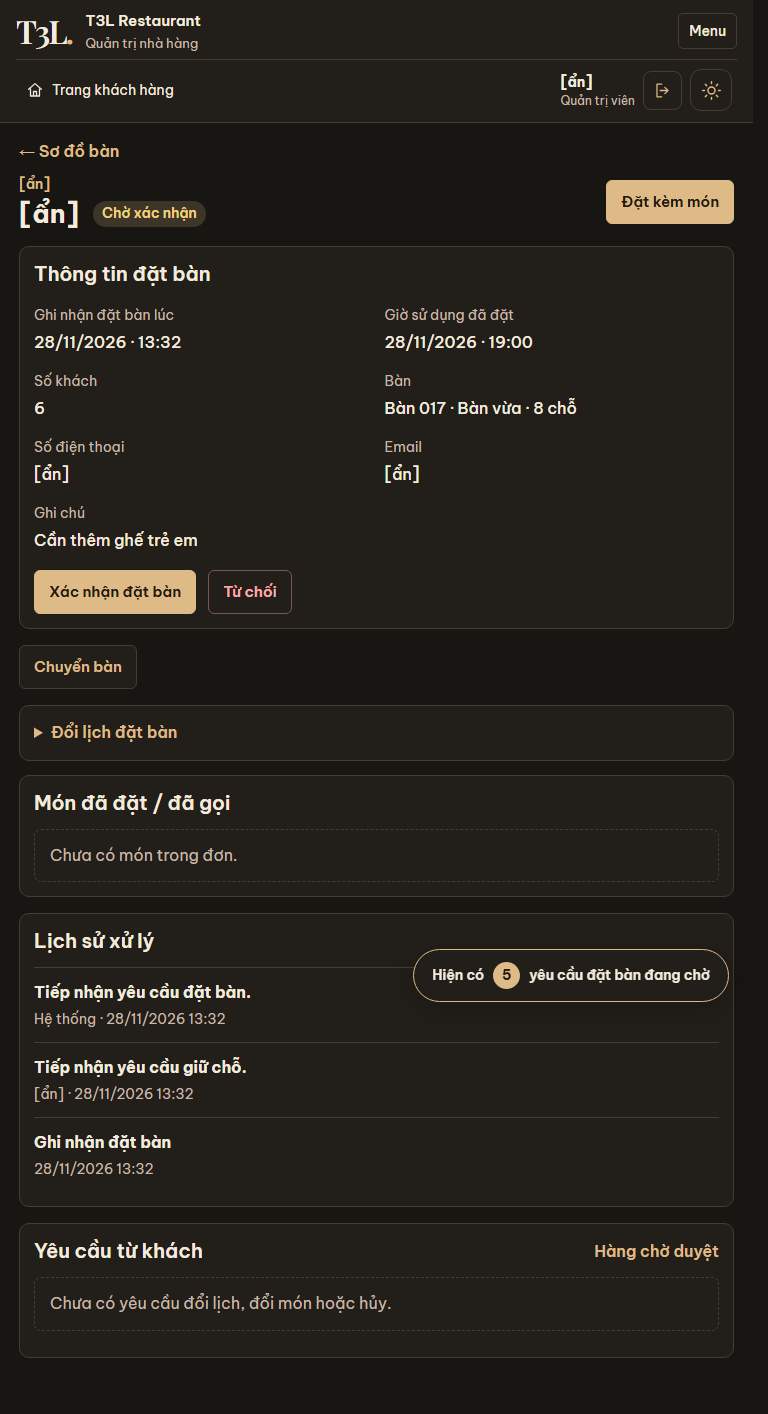 T3L.
T3L Restaurant
Quản trị nhà hàng
Menu
Trang khách hàng
[ẩn]
Quản trị viên
← Sơ đồ bàn
[ẩn]
[ẩn] Chờ xác nhận
Đặt kèm món
Thông tin đặt bàn
Ghi nhận đặt bàn lúc
28/11/2026 · 13:32
Giờ sử dụng đã đặt
28/11/2026 · 19:00
Số khách
6
Bàn
Bàn 017 · Bàn vừa · 8 chỗ
Số điện thoại
[ẩn]
Email
[ẩn]
Ghi chú
Cần thêm ghế trẻ em
Xác nhận đặt bàn
Từ chối
Chuyển bàn
Đổi lịch đặt bàn
Món đã đặt / đã gọi
Chưa có món trong đơn.
Lịch sử xử lý
Hiện có 5 yêu cầu đặt bàn đang chờ
Tiếp nhận yêu cầu đặt bàn.
Hệ thống · 28/11/2026 13:32
Tiếp nhận yêu cầu giữ chỗ.
[ẩn] · 28/11/2026 13:32
Ghi nhận đặt bàn
28/11/2026 13:32
Yêu cầu từ khách
Hàng chờ duyệt
Chưa có yêu cầu đổi lịch, đổi món hoặc hủy.